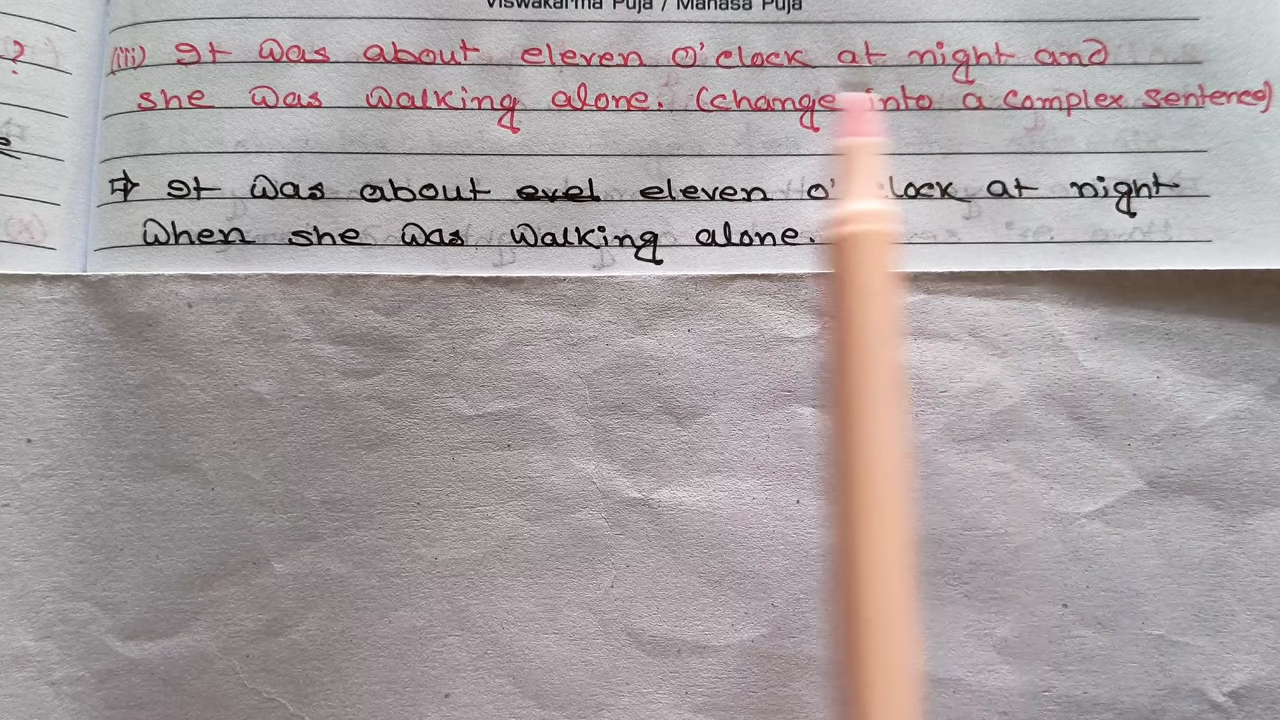 Viswakarma Puja / Manasa Puja
?
(iii) It was about eleven o'clock at night and
she was walking alone. (change into a complex sentence)
⇒ It was about evel eleven o' lock at night
when she was walking alone.